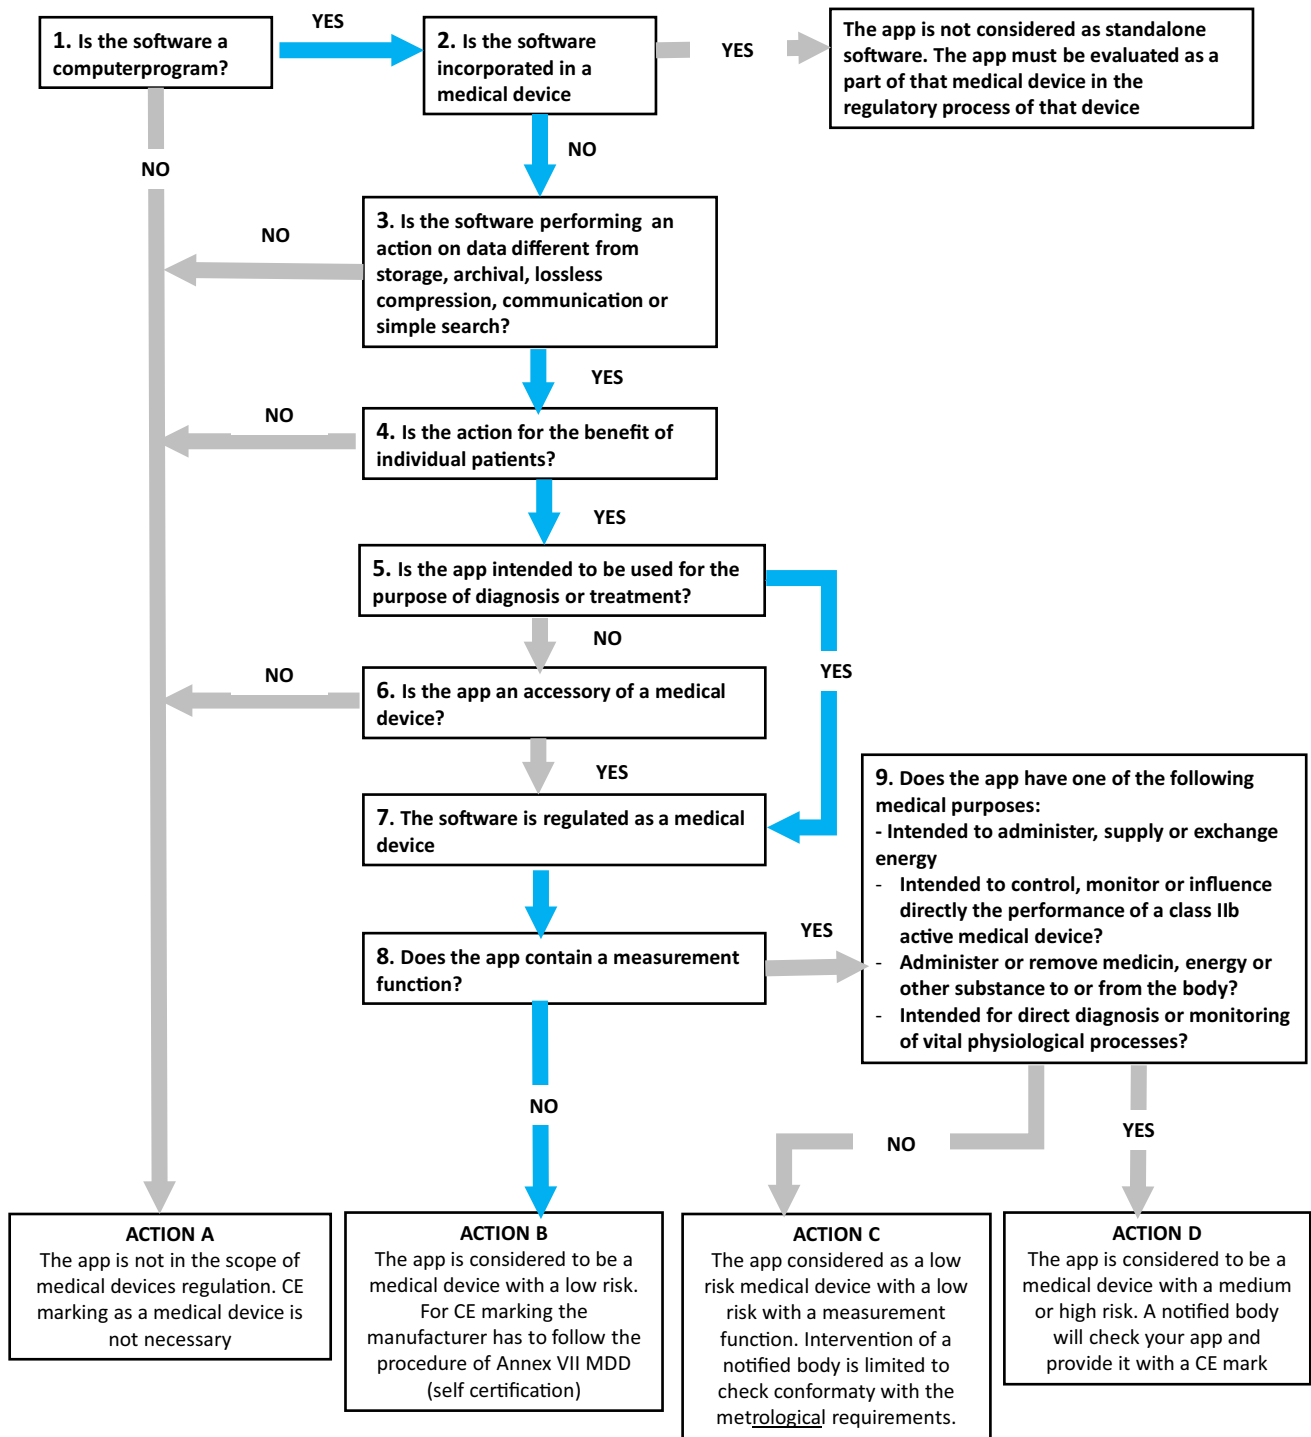 1. Is the software a
computerprogram?
YES
2. Is the software
incorporated in a
medical device
YES
The app is not considered as standalone
software. The app must be evaluated as a
part of that medical device in the
regulatory process of that device
NO
NO
3. Is the software performing an
action on data different from
storage, archival, lossless
compression, communication or
simple search?
NO
YES
4. Is the action for the benefit of
individual patients?
NO
YES
5. Is the app intended to be used for the
purpose of diagnosis or treatment?
NO
YES
6. Is the app an accessory of a medical
device?
NO
YES
7. The software is regulated as a medical
device
8. Does the app contain a measurement
function?
YES
9. Does the app have one of the following
medical purposes:
- Intended to administer, supply or exchange
energy
- Intended to control, monitor or influence
directly the performance of a class IIb
active medical device?
- Administer or remove medicin, energy or
other substance to or from the body?
- Intended for direct diagnosis or monitoring
of vital physiological processes?
NO
NO
YES
ACTION A
The app is not in the scope of
medical devices regulation. CE
marking as a medical device is
not necessary
ACTION B
The app is considered to be a
medical device with a low risk.
For CE marking the
manufacturer has to follow the
procedure of Annex VII MDD
(self certification)
ACTION C
The app considered as a low
risk medical device with a low
risk with a measurement
function. Intervention of a
notified body is limited to
check conformaty with the
metrological requirements.
ACTION D
The app is considered to be a
medical device with a medium
or high risk. A notified body
will check your app and
provide it with a CE mark